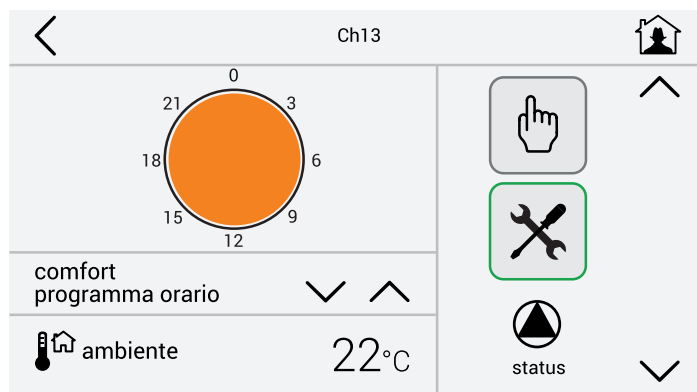 Ch13
0
21 3
18 6
15 9
12
comfort
programma orario
ambiente 22°C
status